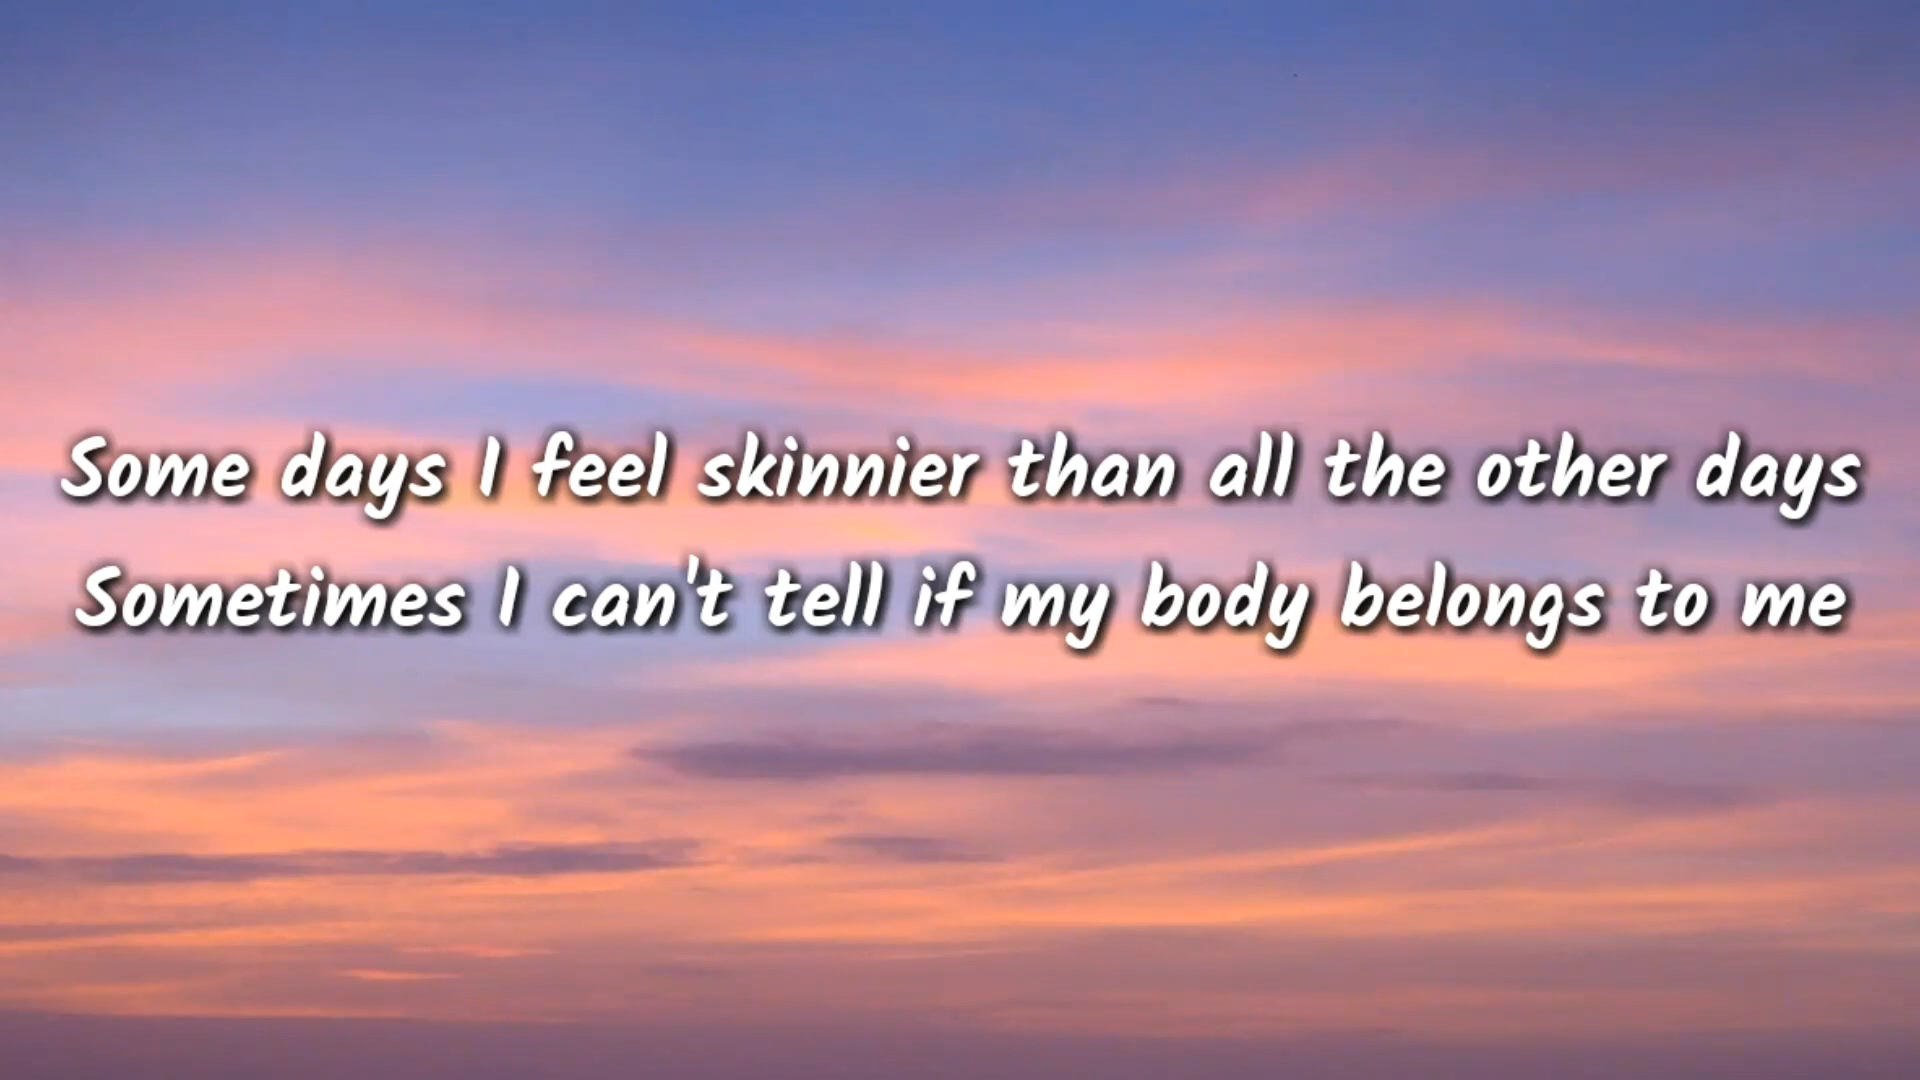 Some days I feel skinnier than all the other days
Sometimes I can't tell if my body belongs to me